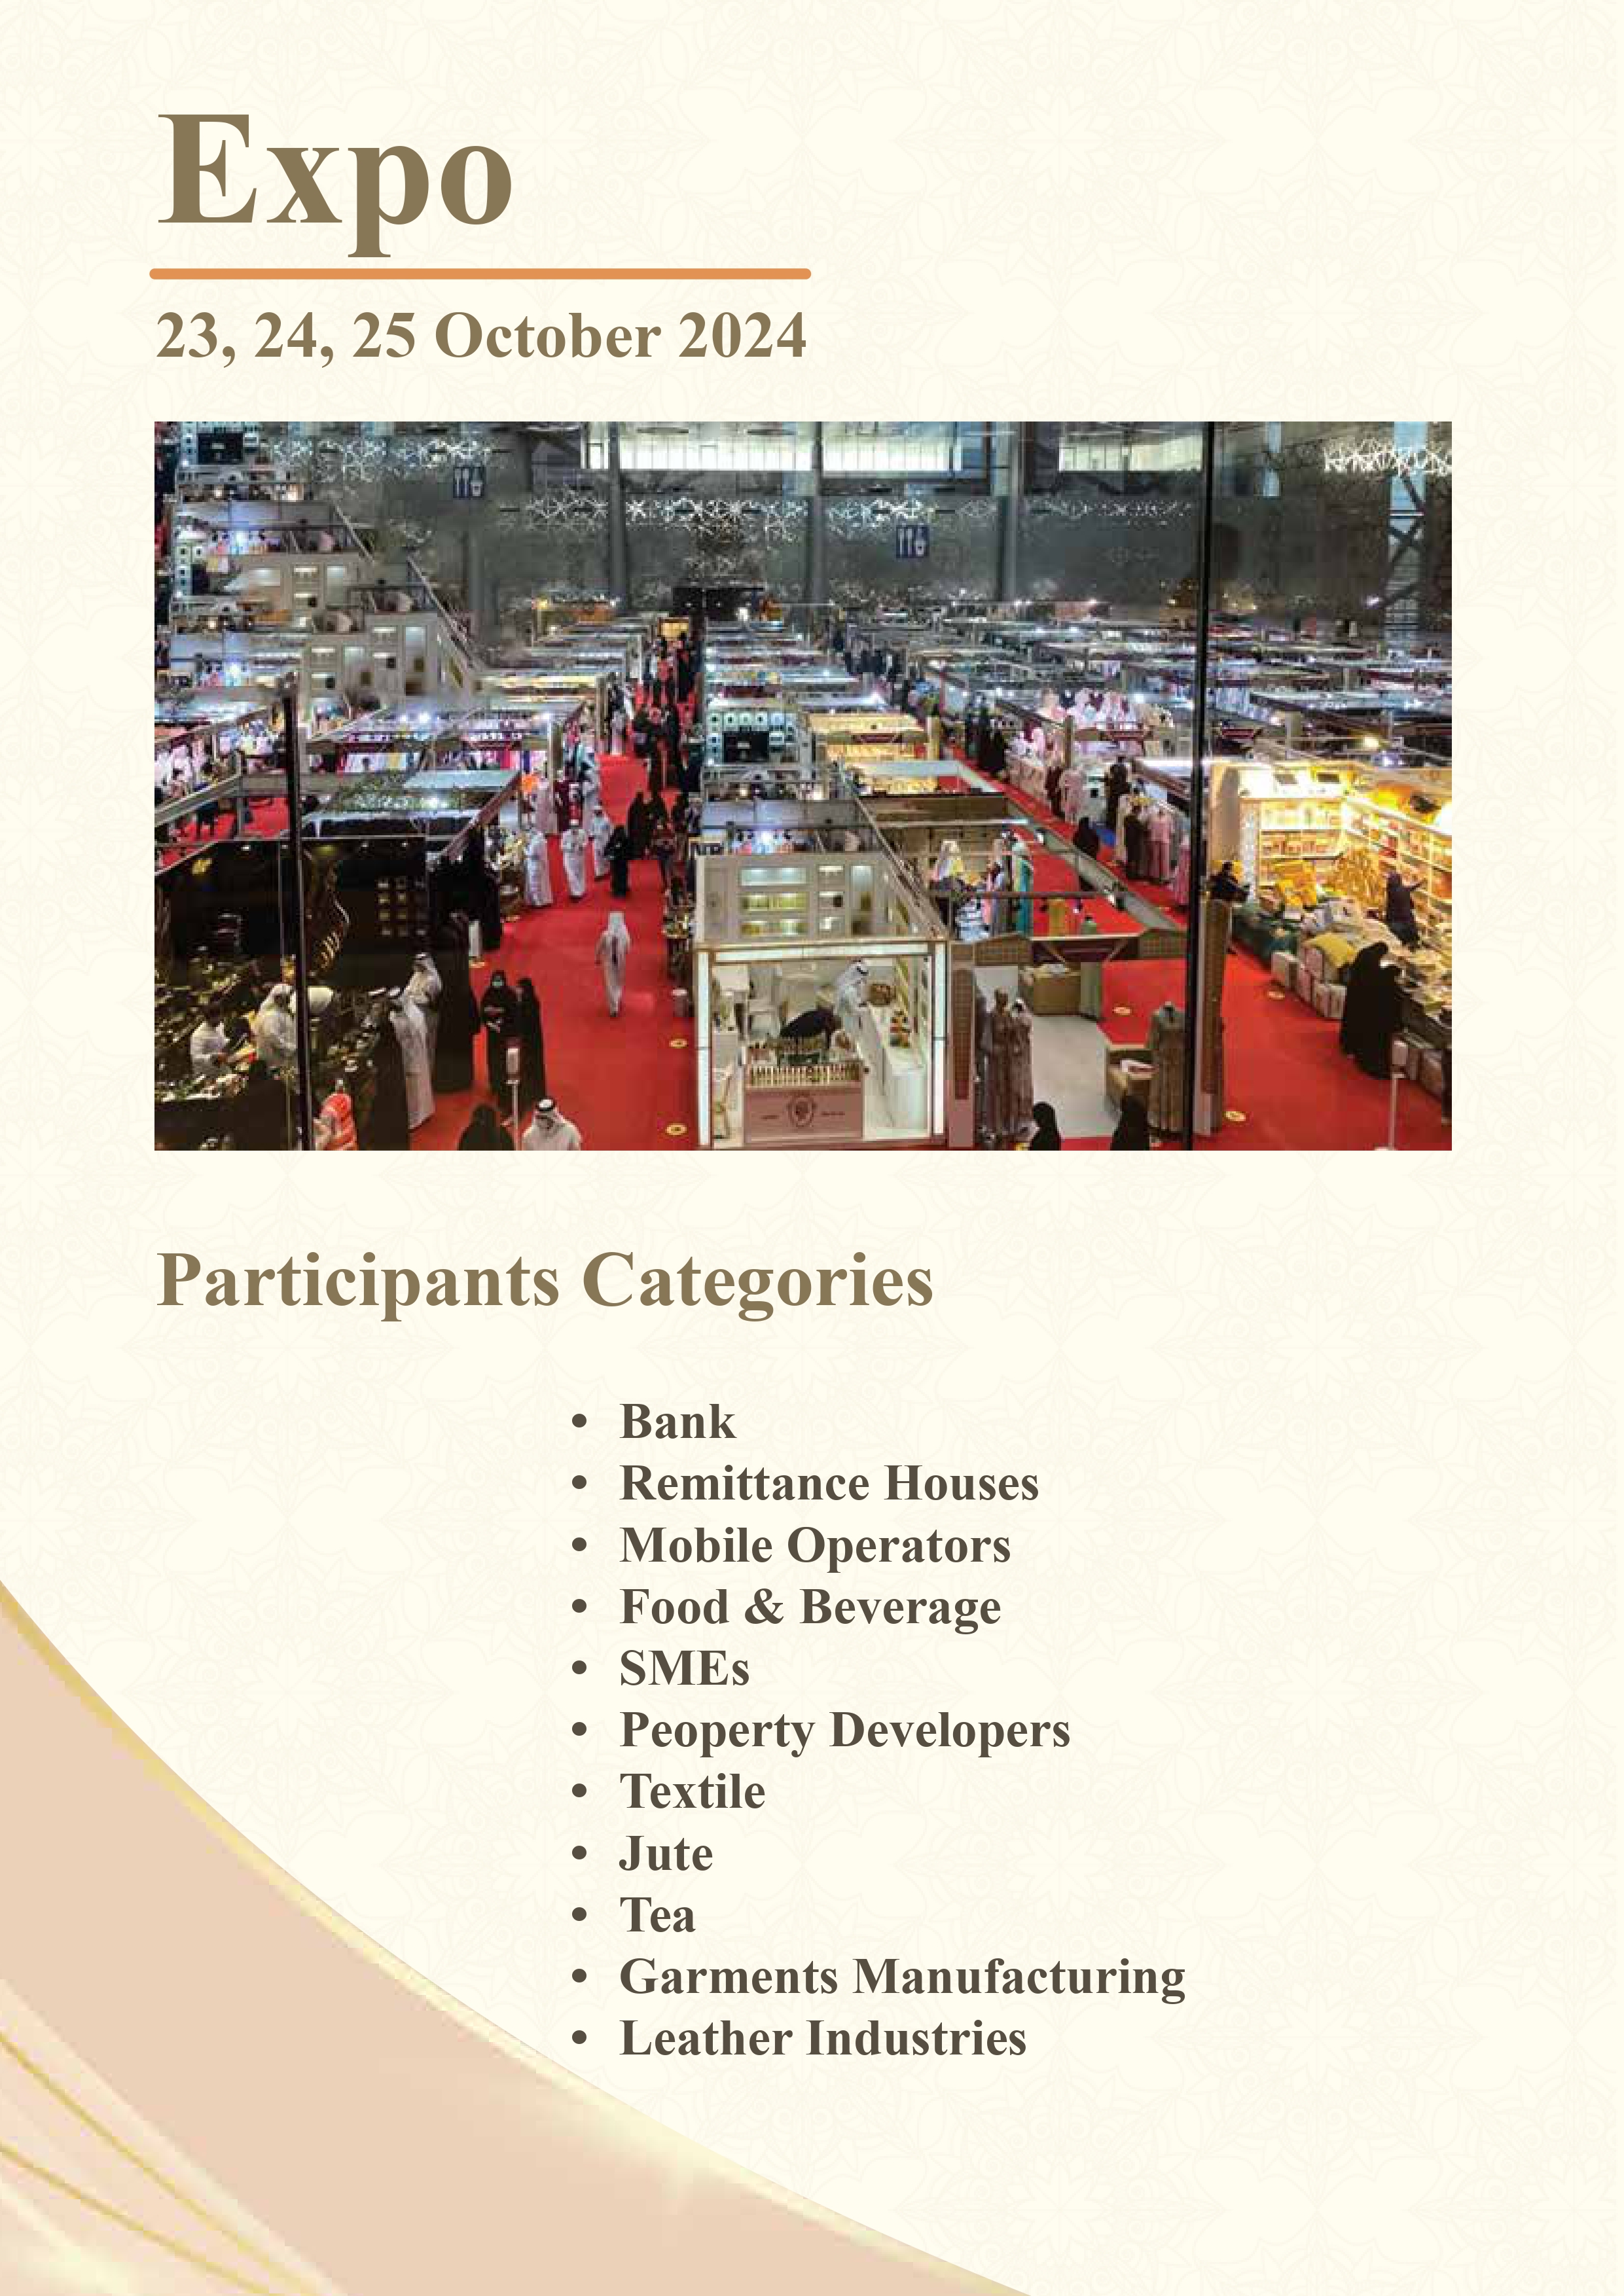 Expo
23, 24, 25 October 2024
Participants Categories
• Bank
• Remittance Houses
• Mobile Operators
• Food & Beverage
• SMEs
• Peoperty Developers
• Textile
• Jute
• Tea
• Garments Manufacturing
• Leather Industries